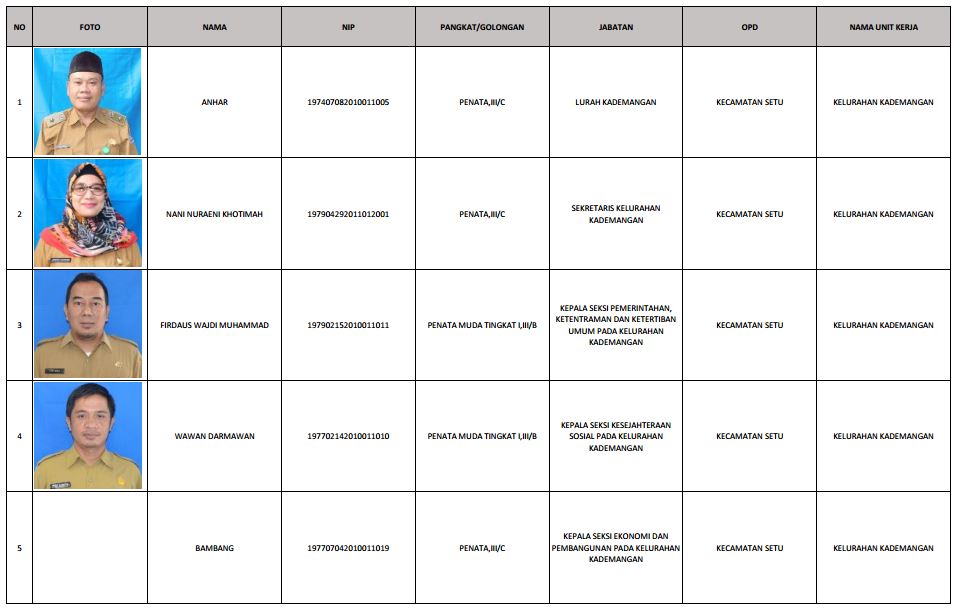 NO FOTO NAMA NIP PANGKAT/GOLONGAN JABATAN OPD NAMA UNIT KERJA
1 ANHAR 197407082010011005 PENATA,III/C LURAH KADEMANGAN KECAMATAN SETU KELURAHAN KADEMANGAN
2 NANI NURAENI KHOTIMAH 197904292011012001 PENATA,III/C SEKRETARIS KELURAHAN
KADEMANGAN KECAMATAN SETU KELURAHAN KADEMANGAN
3 FIRDAUS WAJDI MUHAMMAD 197902152010011011 PENATA MUDA TINGKAT I,III/B KEPALA SEKSI PEMERINTAHAN,
KETENTRAMAN DAN KETERTIBAN
UMUM PADA KELURAHAN
KADEMANGAN KECAMATAN SETU KELURAHAN KADEMANGAN
4 WAWAN DARMAWAN 197702142010011010 PENATA MUDA TINGKAT I,III/B KEPALA SEKSI KESEJAHTERAAN
SOSIAL PADA KELURAHAN
KADEMANGAN KECAMATAN SETU KELURAHAN KADEMANGAN
5 BAMBANG 197707042010011019 PENATA,III/C KEPALA SEKSI EKONOMI DAN
PEMBANGUNAN PADA KELURAHAN
KADEMANGAN KECAMATAN SETU KELURAHAN KADEMANGAN